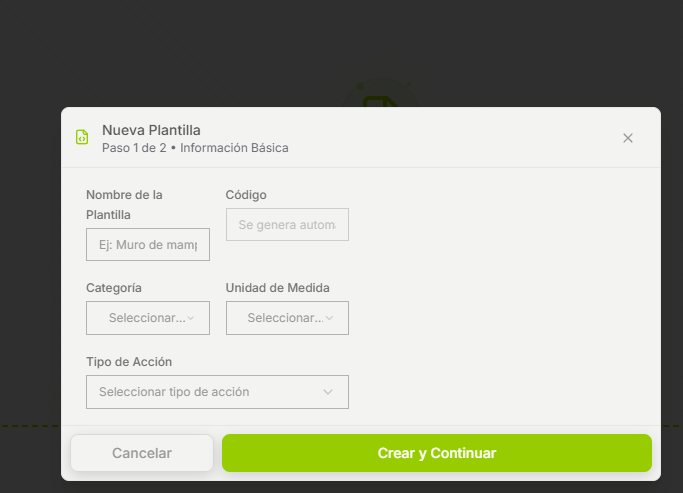 Nueva Plantilla
Paso 1 de 2 • Información Básica
Nombre de la
Plantilla
Código
Ej: Muro de mamp
Se genera autom
Categoría
Unidad de Medida
Seleccionar...
Seleccionar...
Tipo de Acción
Seleccionar tipo de acción
Cancelar
Crear y Continuar